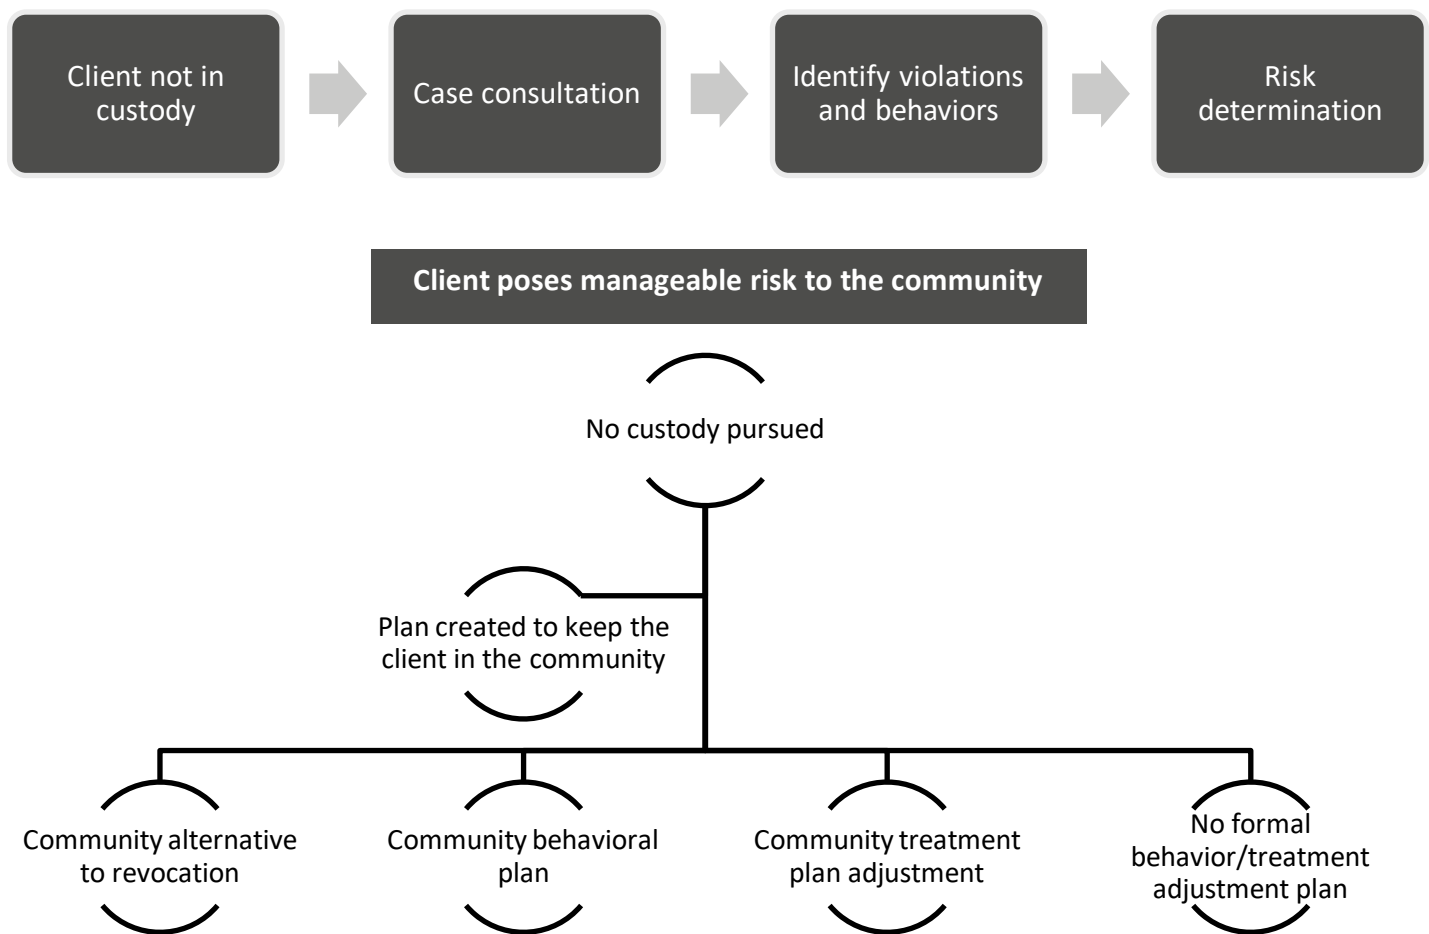 Client not in
custody
Case consultation
Identify violations
and behaviors
Risk
determination
Client poses manageable risk to the community
No custody pursued
Plan created to keep the
client in the community
Community alternative
to revocation
Community behavioral
plan
Community treatment
plan adjustment
No formal
behavior/treatment
adjustment plan